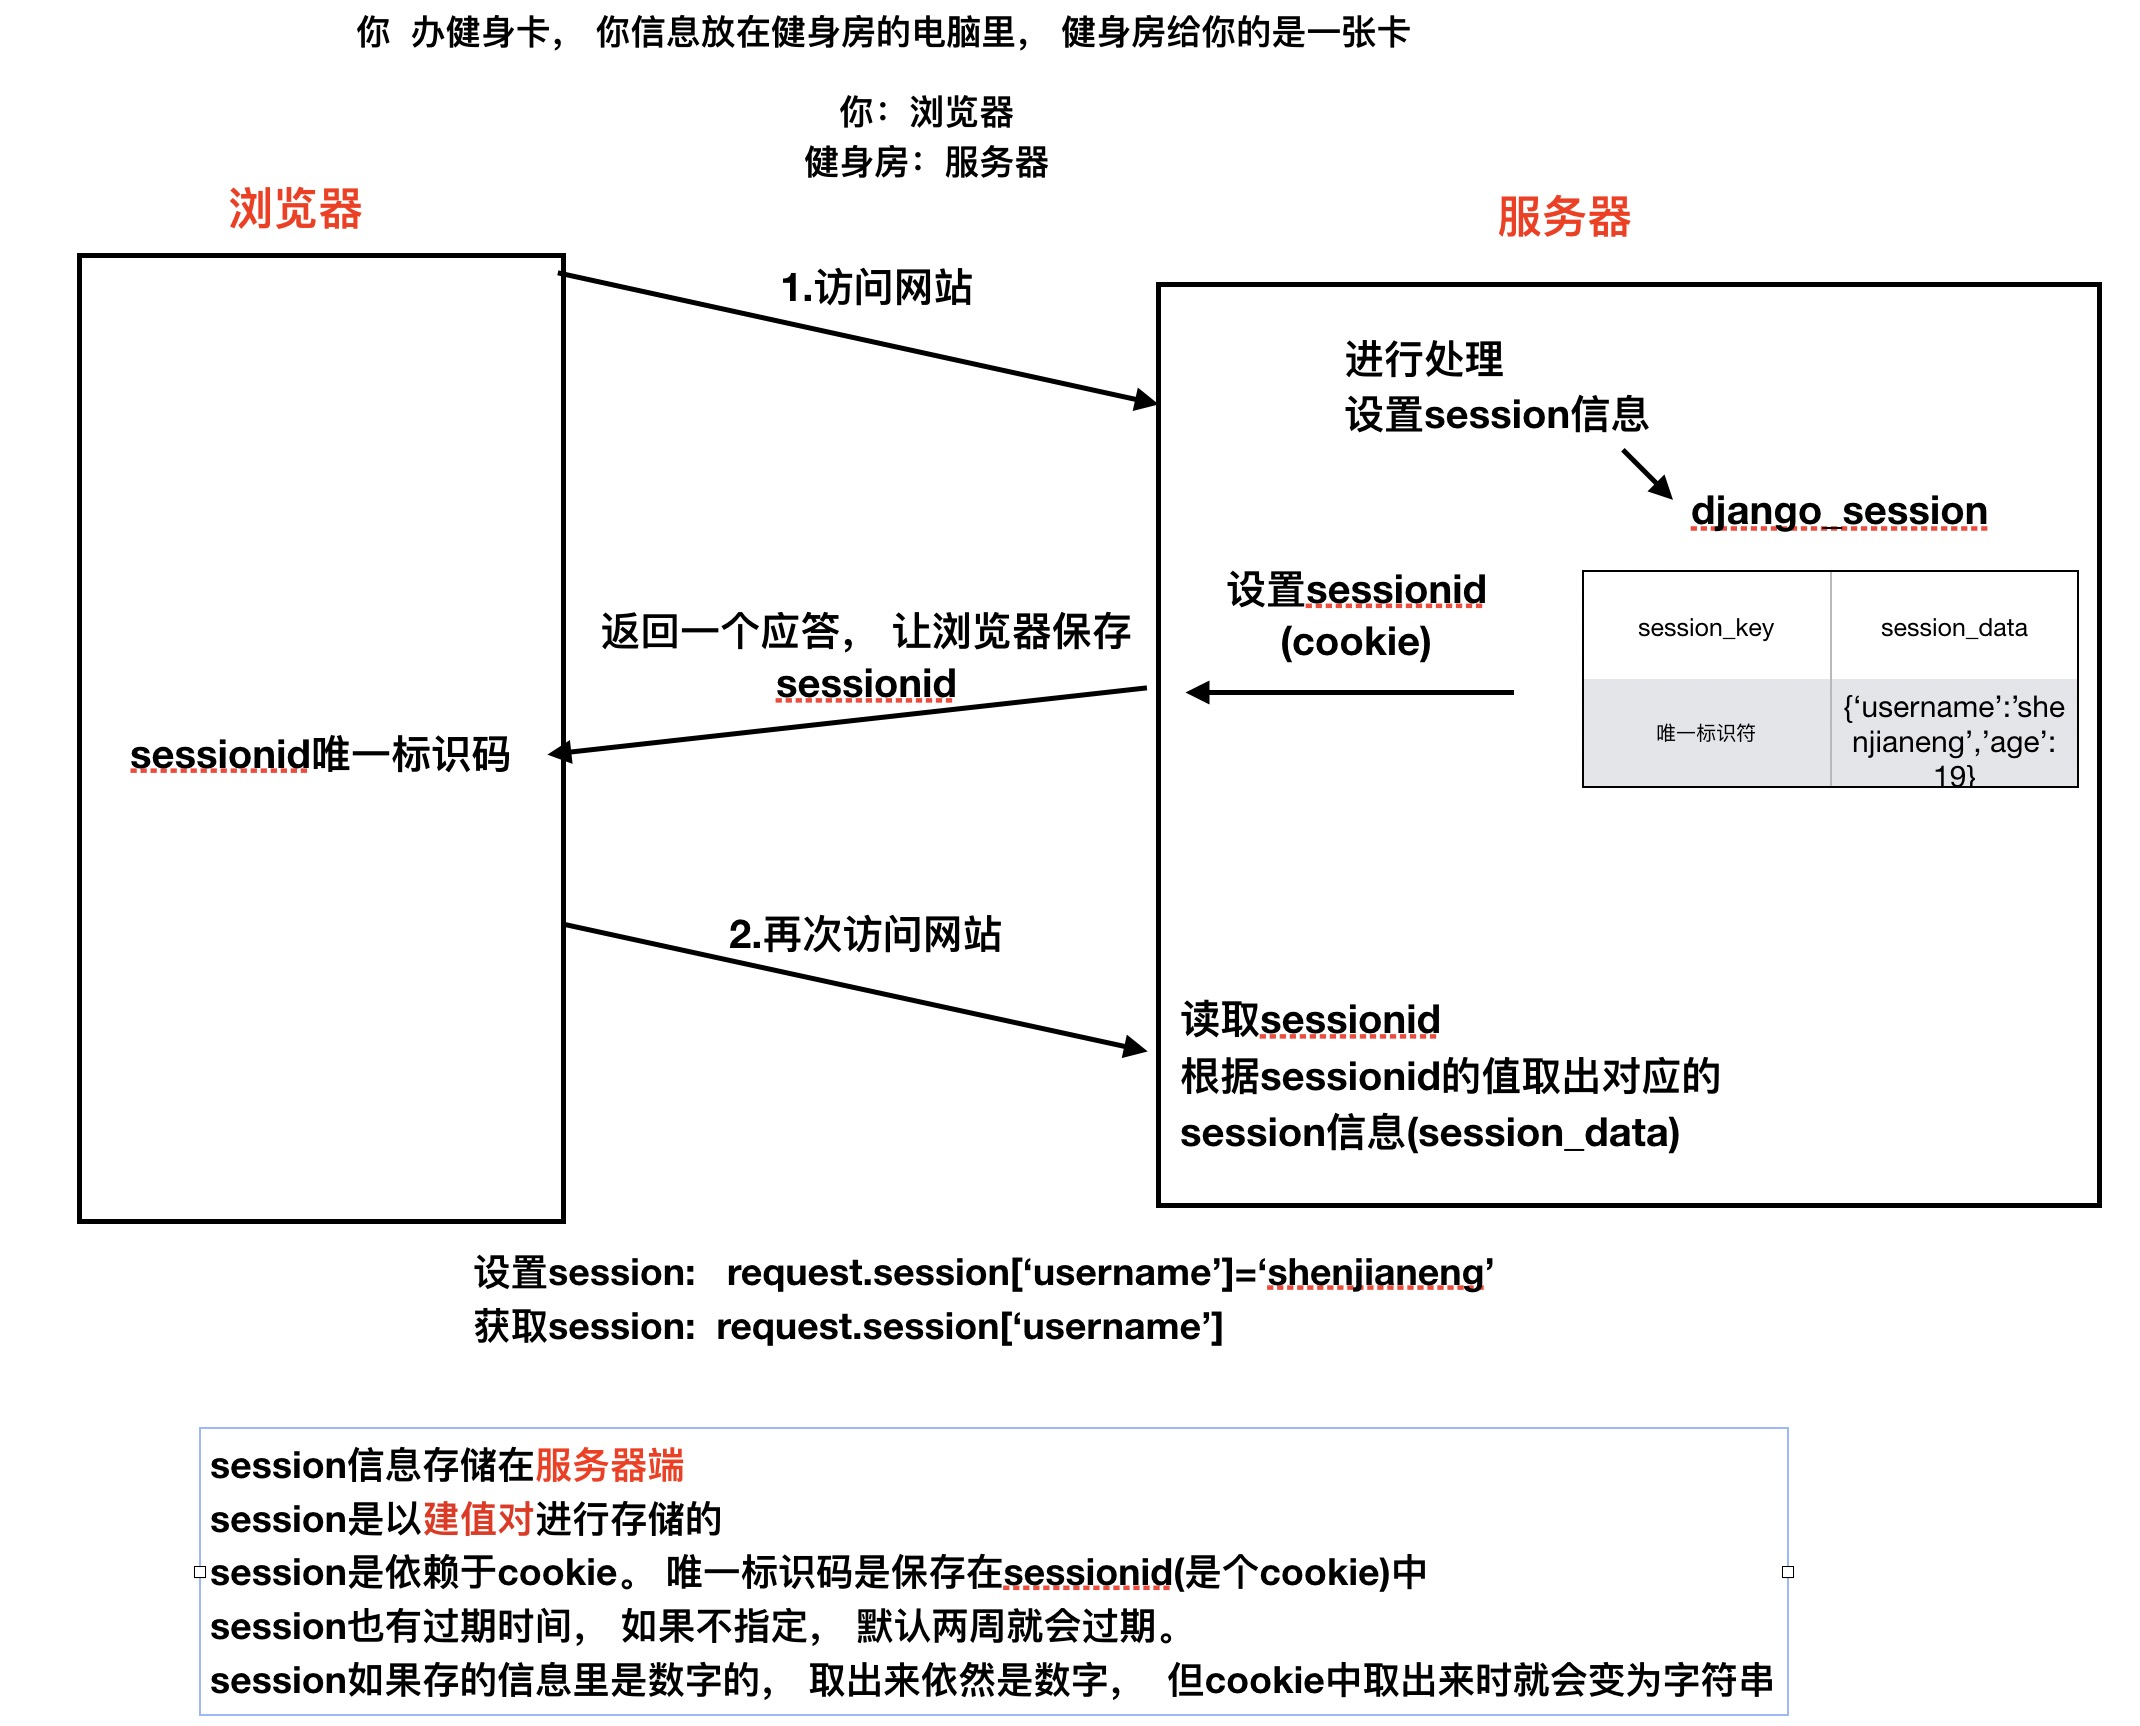 你 办健身卡， 你信息放在健身房的电脑里， 健身房给你的是一张卡
你：浏览器
健身房：服务器
浏览器
服务器
1.访问网站
进行处理
设置session信息
django_session
设置sessionid
(cookie)
session_key
session_data
唯一标识符
{‘username’:’she
njianeng’,’age’:
19}
返回一个应答， 让浏览器保存
sessionid
sessionid唯一标识码
2.再次访问网站
读取sessionid
根据sessionid的值取出对应的
session信息(session_data)
设置session: request.session[‘username’]=‘shenjianeng’
获取session: request.session[‘username’]
session信息存储在服务器端
session是以建值对进行存储的
session是依赖于cookie。 唯一标识码是保存在sessionid(是个cookie)中
session也有过期时间， 如果不指定， 默认两周就会过期。
session如果存的信息里是数字的， 取出来依然是数字， 但cookie中取出来时就会变为字符串